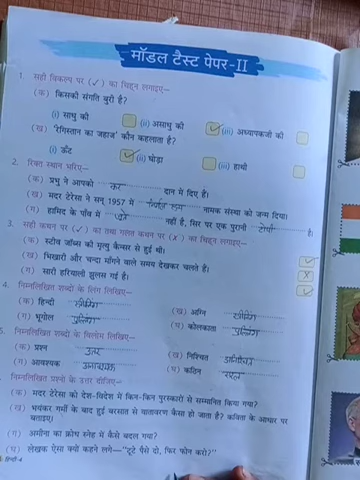 मॉडल टैस्ट पेपर-II
1. सही विकल्प पर (✓) का चिह्न लगाइए–
(क) किसकी संगति बुरी है?
(i) साधु की (ii) असाधु की ✓ (iii) अध्यापकजी की
(ख) 'रेगिस्तान का जहाज' कौन कहलाता है?
(i) ऊँट ✓ (ii) घोड़ा (iii) हाथी
2. रिक्त स्थान भरिए–
(क) प्रभु ने आपको कर दान में दिए हैं।
(ख) मदर टेरेसा ने सन् 1957 में नामक संस्था को जन्म दिया।
(ग) हामिद के पाँव में जूते नहीं हैं, सिर पर एक पुरानी टोपी है।
3. सही कथन पर (✓) का तथा गलत कथन पर (x) का चिह्न लगाइए–
(क) स्टीव जॉब्स को मृत्यु कैन्सर से हुई थी। ✓
(ख) भिखारी और चन्दा माँगने वाले समय देखकर चलते हैं। x
(ग) सारी हरियाली झुलस गई है। ✓
4. निम्नलिखित शब्दों के लिंग लिखिए–
(क) हिन्दी स्त्रीलिंग (ख) अग्नि स्त्रीलिंग
(ग) भूगोल पुल्लिंग (घ) कोलकाता पुल्लिंग
5. निम्नलिखित शब्दों के विलोम लिखिए–
(क) प्रश्न उत्तर (ख) निश्चित अनिश्चित
(ग) आवश्यक अनावश्यक (घ) कठिन सरल
निम्नलिखित प्रश्नों के उत्तर दीजिए–
(क) मदर टेरेसा को देश-विदेश में किन-किन पुरस्कारों से सम्मानित किया गया?
(ख) भयंकर गर्मी के बाद हुई बरसात से वातावरण कैसा हो जाता है? कविता के आधार पर
बताइए।
(ग) अमीना का क्रोध स्नेह में कैसे बदल गया?
(घ) लेखक ऐसा क्यों कहने लगे–"टूटे पैसे दो, फिर फोन करो?"
हिन्दी-4